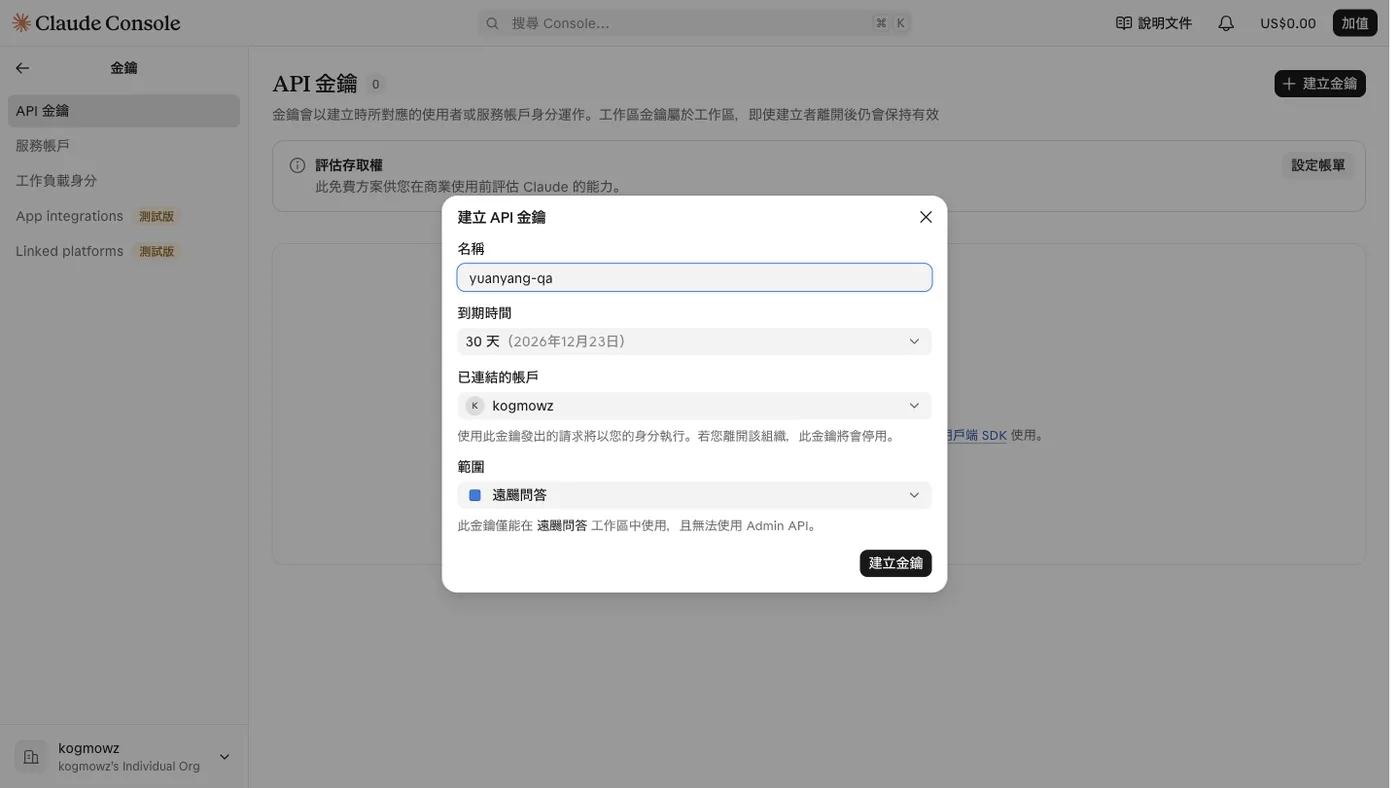 Claude Console
搜尋 Console...
⌘ K
說明文件
US$0.00
加值
金鑰
API 金鑰
服務帳戶
工作負載身分
App integrations 測試版
Linked platforms 測試版
API 金鑰 0
建立金鑰
金鑰會以建立時所對應的使用者或服務帳戶身分運作。工作區金鑰屬於工作區，即使建立者離開後仍會保持有效
評估存取權
設定帳單
此免費方案供您在商業使用前評估 Claude 的能力。
建立 API 金鑰
名稱
yuanyang-qa
到期時間
30 天（2026年12月23日）
已連結的帳戶
K kogmowz
使用此金鑰發出的請求將以您的身分執行。若您離開該組織，此金鑰將會停用。
戶端 SDK 使用。
範圍
遠颺問答
此金鑰僅能在 遠颺問答 工作區中使用，且無法使用 Admin API。
建立金鑰
kogmowz
kogmowz's Individual Org